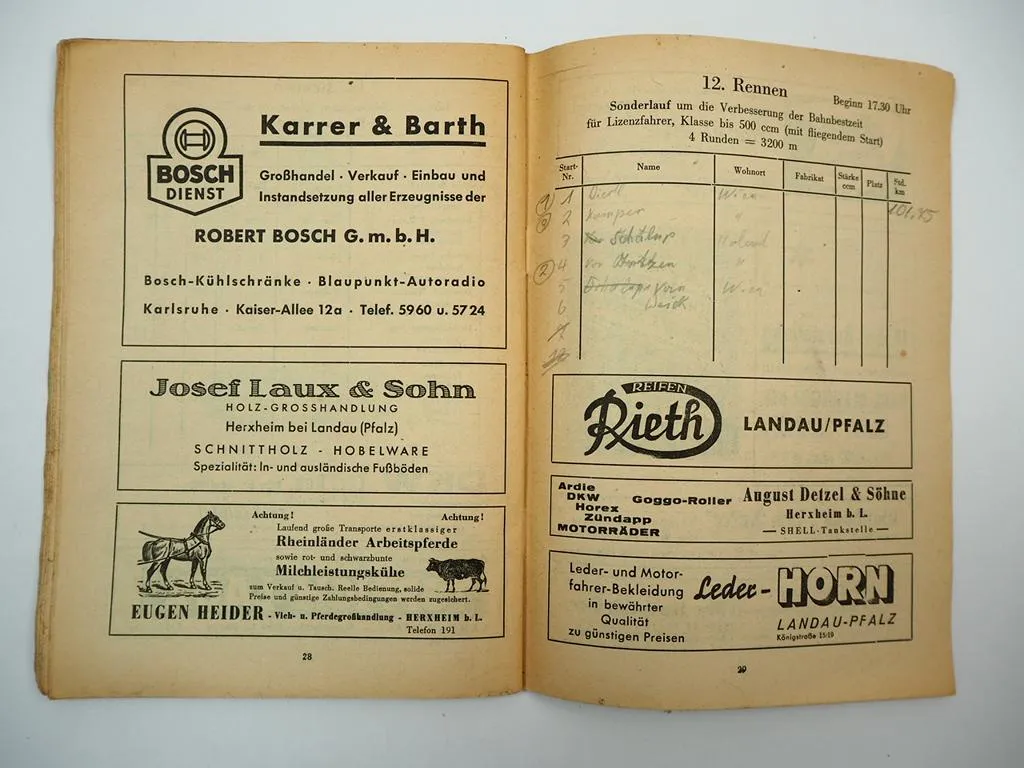 BOSCH
DIENST
Karrer & Barth
Großhandel · Verkauf · Einbau und
Instandsetzung aller Erzeugnisse der
ROBERT BOSCH G.m.b.H.
Bosch-Kühlschränke · Blaupunkt-Autoradio
Karlsruhe · Kaiser-Allee 12a · Telef. 5960 u. 5724
Josef Laux & Sohn
HOLZ-GROSSHANDLUNG
Herxheim bei Landau (Pfalz)
SCHNITTHOLZ - HOBELWARE
Spezialität: In- und ausländische Fußböden
Achtung! Achtung!
Laufend große Transporte erstklassiger
Rheinländer Arbeitspferde
sowie rot- und schwarzbunte
Milchleistungskühe
zum Verkauf u. Tausch. Reelle Bedienung, solide
Preise und günstige Zahlungsbedingungen werden zugesichert.
EUGEN HEIDER - Vieh- u. Pferdegroßhandlung - HERXHEIM b. L.
Telefon 191
28
12. Rennen
Beginn 17.30 Uhr
Sonderlauf um die Verbesserung der Bahnbestzeit
für Lizenzfahrer, Klasse bis 500 ccm (mit fliegendem Start)
4 Runden = 3200 m
Start-Nr. Name Wohnort Fabrikat Stärke ccm Platz Std. km
1 1 Wien 101.45
3 2 Kamper "
3
2 4 von "
5 Wien
6
REIFEN
Rieth
LANDAU/PFALZ
Ardie
DKW
Horex
Zündapp
MOTORRÄDER
Goggo-Roller
August Detzel & Söhne
Herxheim b. L.
— SHELL-Tankstelle —
Leder- und Motor-
fahrer-Bekleidung
in bewährter
Qualität
zu günstigen Preisen
Leder-HORN
LANDAU-PFALZ
Königstraße 15/19
29